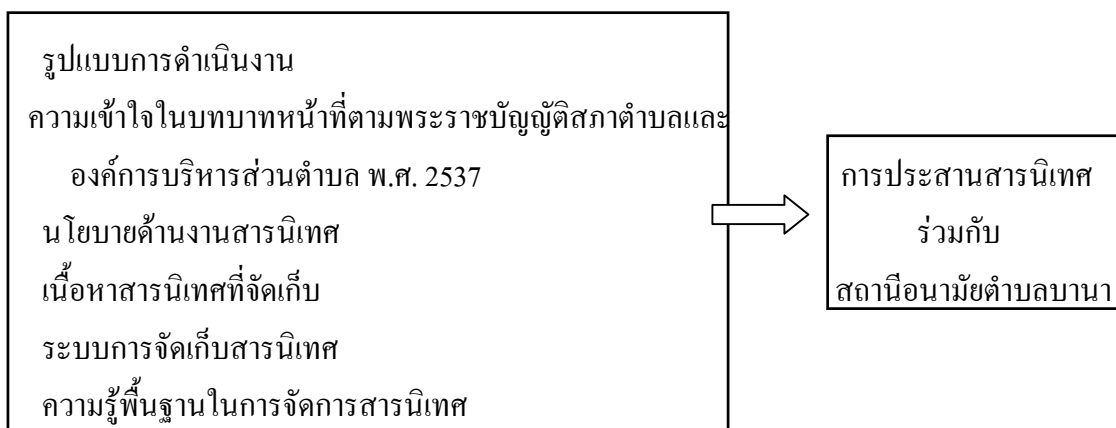 รูปแบบการดำเนินงาน
ความเข้าใจในบทบาทหน้าที่ตามพระราชบัญญัติสภาตำบลและ
องค์การบริหารส่วนตำบล พ.ศ. 2537
นโยบายด้านงานสารนิเทศ
เนื้อหาสารนิเทศที่จัดเก็บ
ระบบการจัดเก็บสารนิเทศ
ความรู้พื้นฐานในการจัดการสารนิเทศ
การประสานสารนิเทศ
ร่วมกับ
สถานีอนามัยตำบลบานา